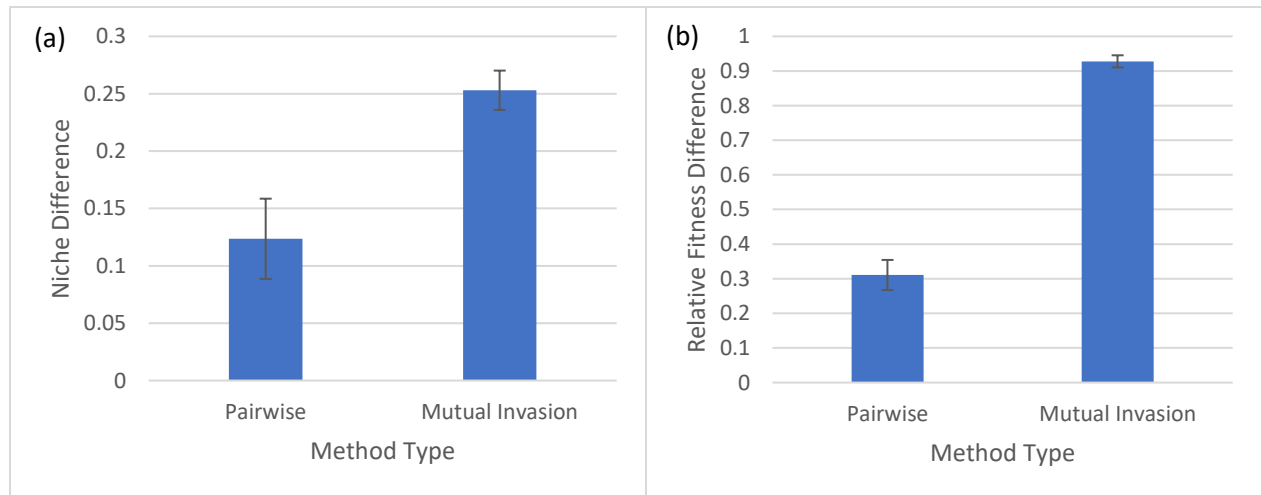 (a)
0.3
0.25
0.2
0.15
0.1
0.05
0
Niche Difference
Pairwise
Mutual Invasion
Method Type
(b)
1
0.9
0.8
0.7
0.6
0.5
0.4
0.3
0.2
0.1
0
Relative Fitness Difference
Pairwise
Mutual Invasion
Method Type